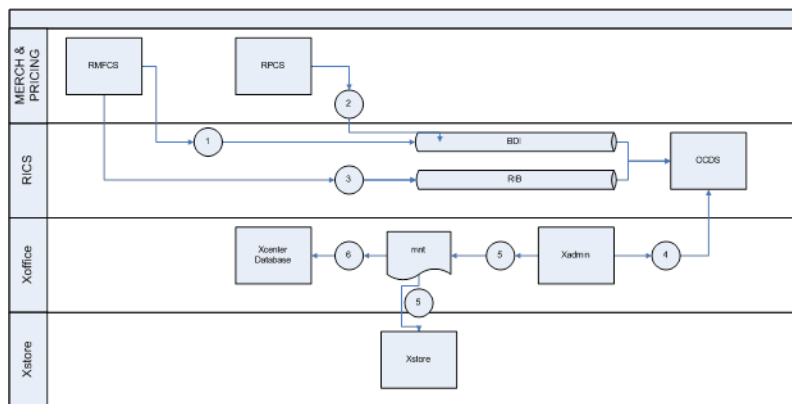 MERCH &
PRICING
RMFCS
RPCS
2
RICS
1
BDI
OCDS
3
RIB
Xoffice
Xcenter
Database
6
mnt
5
Xadmin
4
5
Xstore
Xstore